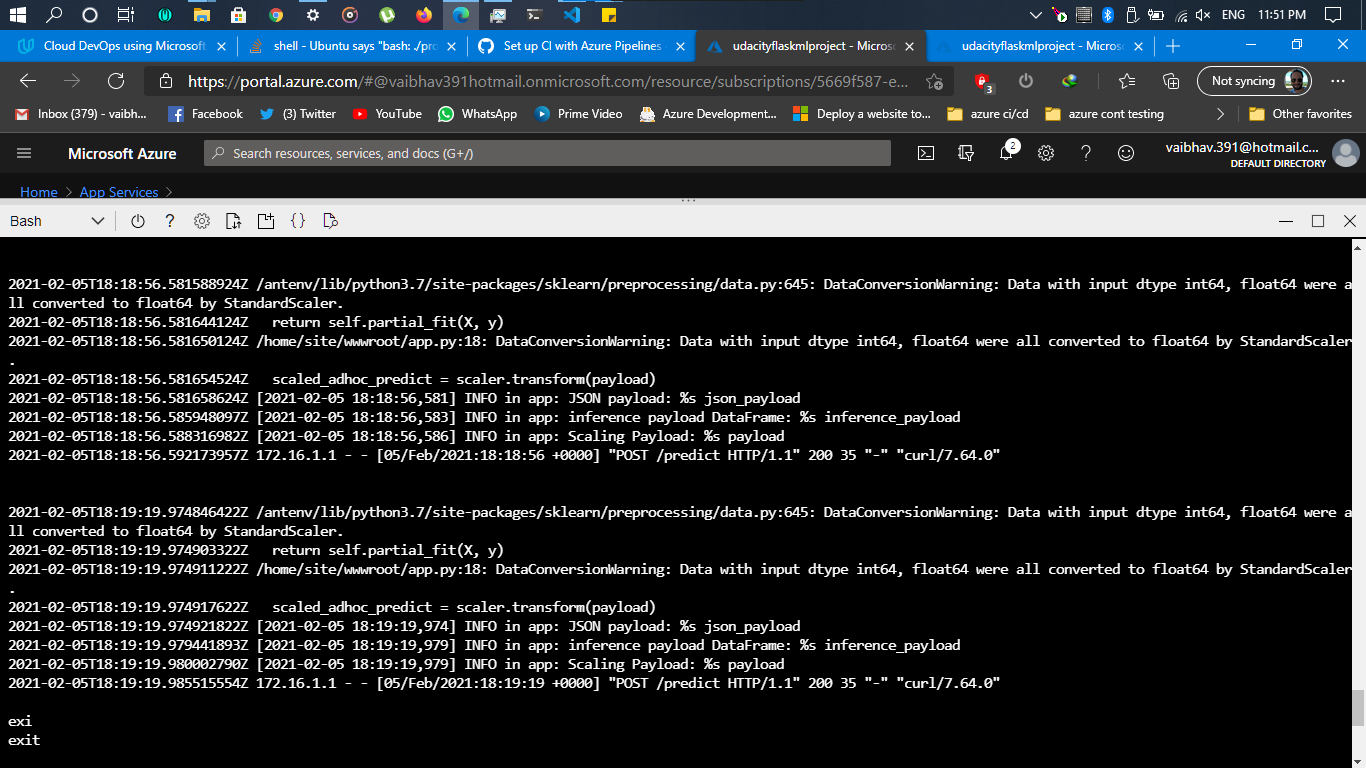 ENG 11:51 PM
Cloud DevOps using Microsoft
shell - Ubuntu says "bash: ./pro
Set up CI with Azure Pipelines
udacityflaskmlproject - Micros
udacityflaskmlproject - Micros
https://portal.azure.com/#@vaibhav391hotmail.onmicrosoft.com/resource/subscriptions/5669f587-e...
3
Not syncing
Inbox (379) - vaibh...
Facebook
(3) Twitter
YouTube
WhatsApp
Prime Video
Azure Development...
Deploy a website to...
azure ci/cd
azure cont testing
Other favorites
Microsoft Azure
Search resources, services, and docs (G+/)
2
vaibhav.391@hotmail.c...
DEFAULT DIRECTORY
Home > App Services >
Bash
2021-02-05T18:18:56.581588924Z /antenv/lib/python3.7/site-packages/sklearn/preprocessing/data.py:645: DataConversionWarning: Data with input dtype int64, float64 were a
ll converted to float64 by StandardScaler.
2021-02-05T18:18:56.581644124Z   return self.partial_fit(X, y)
2021-02-05T18:18:56.581650124Z /home/site/wwwroot/app.py:18: DataConversionWarning: Data with input dtype int64, float64 were all converted to float64 by StandardScaler
.
2021-02-05T18:18:56.581654524Z   scaled_adhoc_predict = scaler.transform(payload)
2021-02-05T18:18:56.581658624Z [2021-02-05 18:18:56,581] INFO in app: JSON payload: %s json_payload
2021-02-05T18:18:56.585948097Z [2021-02-05 18:18:56,583] INFO in app: inference payload DataFrame: %s inference_payload
2021-02-05T18:18:56.588316982Z [2021-02-05 18:18:56,586] INFO in app: Scaling Payload: %s payload
2021-02-05T18:18:56.592173957Z 172.16.1.1 - - [05/Feb/2021:18:18:56 +0000] "POST /predict HTTP/1.1" 200 35 "-" "curl/7.64.0"
2021-02-05T18:19:19.974846422Z /antenv/lib/python3.7/site-packages/sklearn/preprocessing/data.py:645: DataConversionWarning: Data with input dtype int64, float64 were a
ll converted to float64 by StandardScaler.
2021-02-05T18:19:19.974903322Z   return self.partial_fit(X, y)
2021-02-05T18:19:19.974911222Z /home/site/wwwroot/app.py:18: DataConversionWarning: Data with input dtype int64, float64 were all converted to float64 by StandardScaler
.
2021-02-05T18:19:19.974917622Z   scaled_adhoc_predict = scaler.transform(payload)
2021-02-05T18:19:19.974921822Z [2021-02-05 18:19:19,974] INFO in app: JSON payload: %s json_payload
2021-02-05T18:19:19.979441893Z [2021-02-05 18:19:19,979] INFO in app: inference payload DataFrame: %s inference_payload
2021-02-05T18:19:19.980002790Z [2021-02-05 18:19:19,979] INFO in app: Scaling Payload: %s payload
2021-02-05T18:19:19.985515554Z 172.16.1.1 - - [05/Feb/2021:18:19:19 +0000] "POST /predict HTTP/1.1" 200 35 "-" "curl/7.64.0"
exi
exit